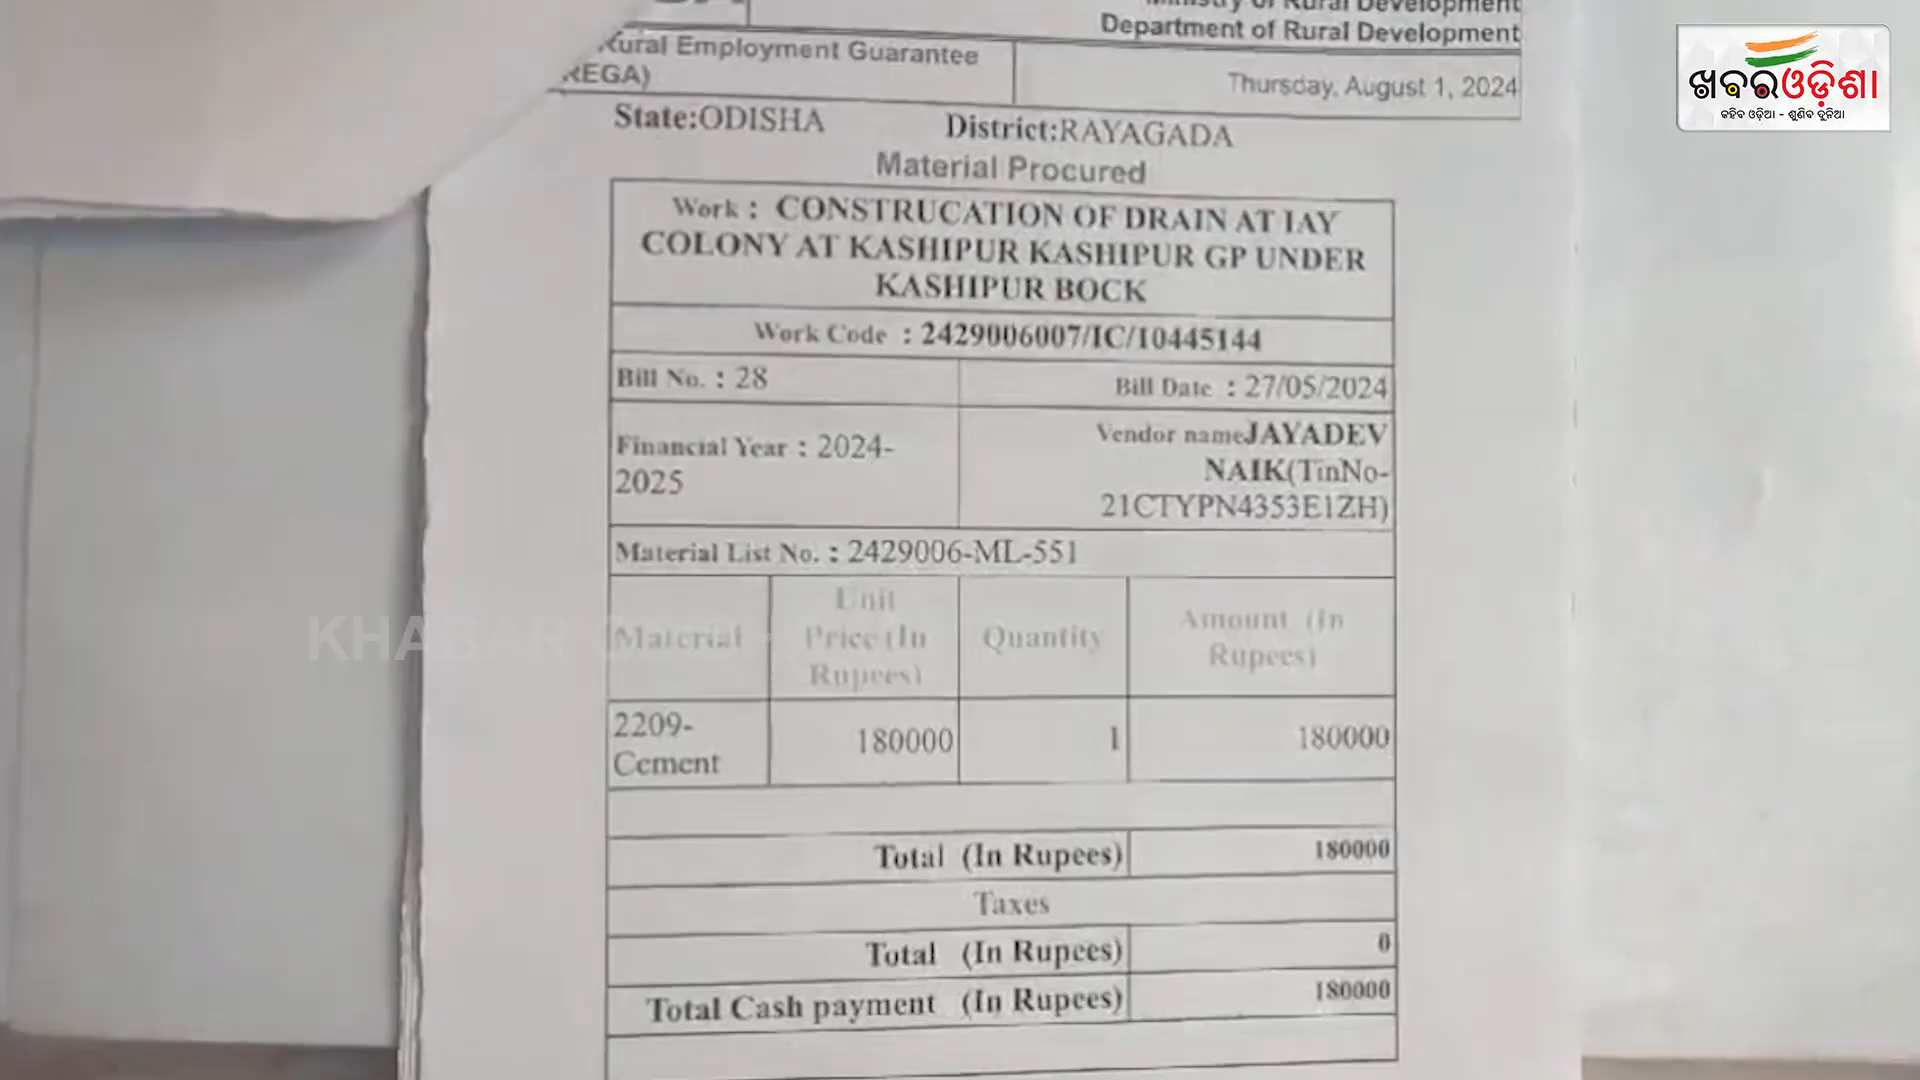 Ministry of Rural Development
Department of Rural Development
Rural Employment Guarantee
REGA)
Thursday, August 1, 2024
ଖବରଓଡ଼ିଶା
କହିବ ଓଡ଼ିଆ - ଶୁଣିବ ଦୁନିଆ
State:ODISHA District:RAYAGADA
Material Procured
Work : CONSTRUCATION OF DRAIN AT IAY
COLONY AT KASHIPUR KASHIPUR GP UNDER
KASHIPUR BOCK
Work Code : 2429006007/IC/10445144
Bill No. : 28 Bill Date : 27/05/2024
Financial Year : 2024-
2025
Vendor nameJAYADEV
NAIK(TinNo-
21CTYPN4353E1ZH)
Material List No. : 2429006-ML-551
KHABAR
Material
Unit
Price(In
Rupees)
Quantity
Amount (In
Rupees)
2209-
Cement
180000 1 180000
Total (In Rupees) 180000
Taxes
Total (In Rupees) 0
Total Cash payment (In Rupees) 180000